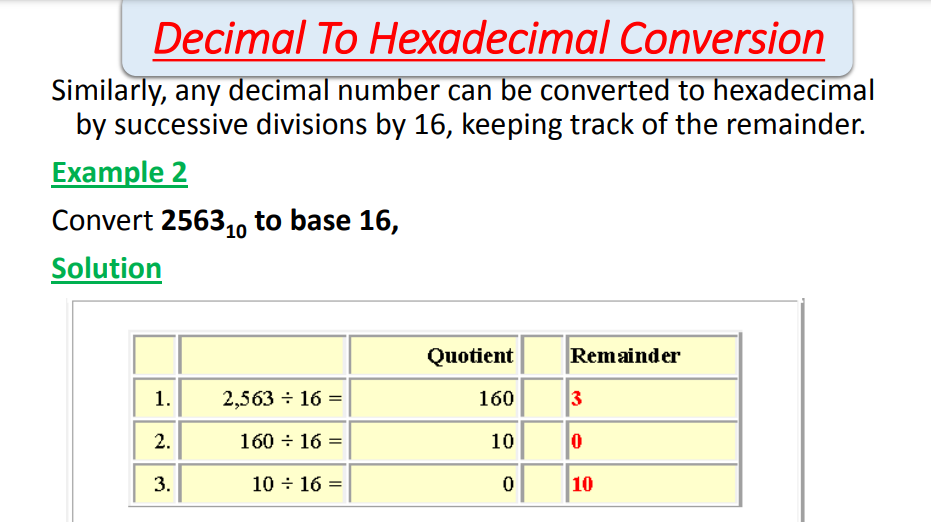 Decimal To Hexadecimal Conversion
Similarly, any decimal number can be converted to hexadecimal
by successive divisions by 16, keeping track of the remainder.
Example 2
Convert 2563₁₀ to base 16,
Solution
Quotient Remainder
1. 2,563 ÷ 16 = 160 3
2. 160 ÷ 16 = 10 0
3. 10 ÷ 16 = 0 10